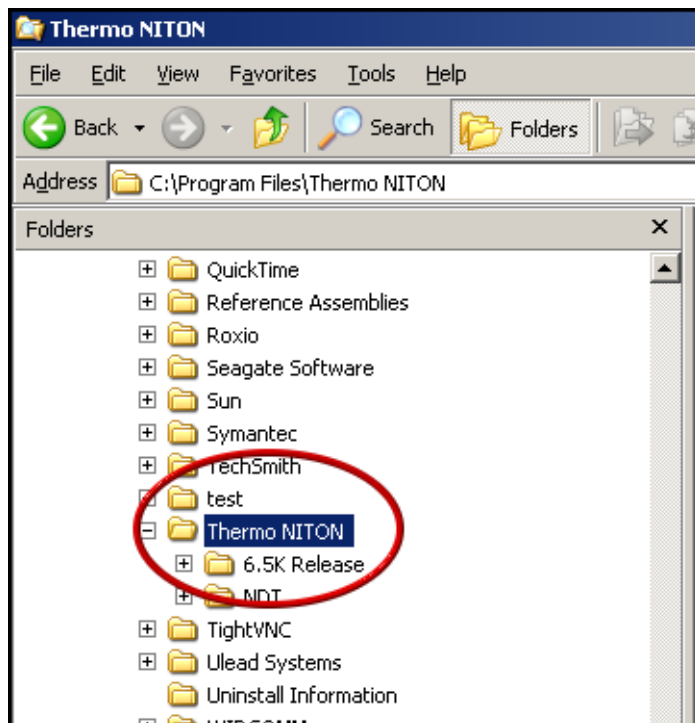 Thermo NITON
File Edit View Favorites Tools Help
Back Search Folders
Address C:\Program Files\Thermo NITON
Folders
QuickTime
Reference Assemblies
Roxio
Seagate Software
Sun
Symantec
TechSmith
test
Thermo NITON
6.5K Release
NDT
TightVNC
Ulead Systems
Uninstall Information